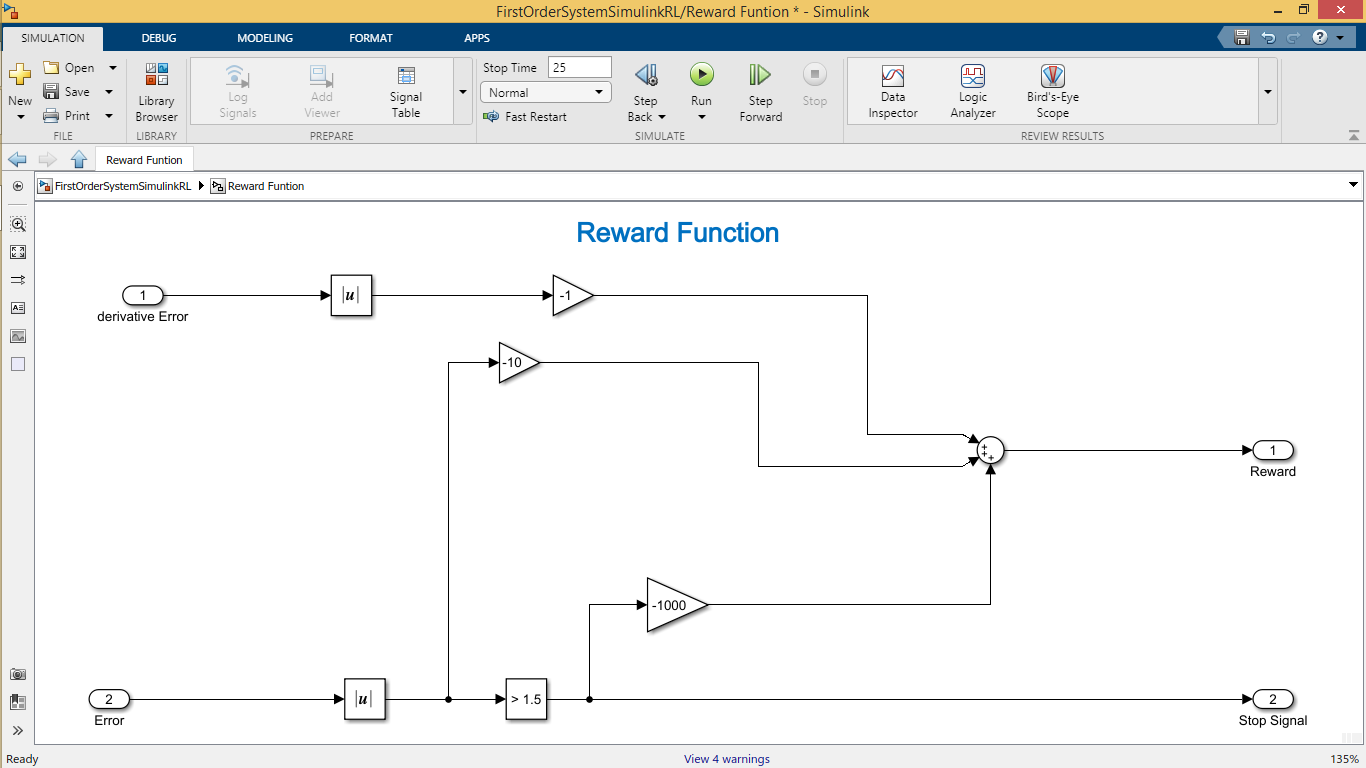 FirstOrderSystemSimulinkRL/Reward Funtion * - Simulink
SIMULATION DEBUG MODELING FORMAT APPS
New
Open
Save
Print
FILE
Library
Browser
LIBRARY
Log
Signals
Add
Viewer
Signal
Table
PREPARE
Stop Time 25
Normal
Fast Restart
Step
Back
Run
Step
Forward
Stop
SIMULATE
Data
Inspector
Logic
Analyzer
Bird's-Eye
Scope
REVIEW RESULTS
Reward Funtion
FirstOrderSystemSimulinkRL Reward Funtion
Reward Function
1
derivative Error
|u|
-1
-10
+
+
+
1
Reward
-1000
2
Error
|u|
> 1.5
2
Stop Signal
Ready
View 4 warnings
135%